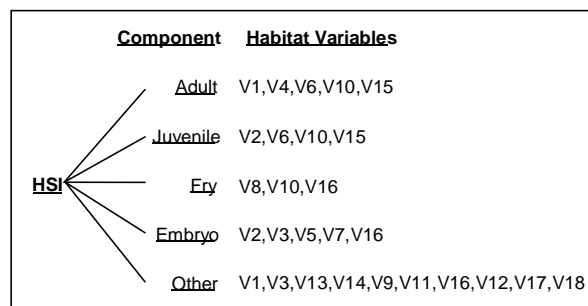 Component Habitat Variables
Adult V1,V4,V6,V10,V15
Juvenile V2,V6,V10,V15
HSI Fry V8,V10,V16
Embryo V2,V3,V5,V7,V16
Other V1,V3,V13,V14,V9,V11,V16,V12,V17,V18